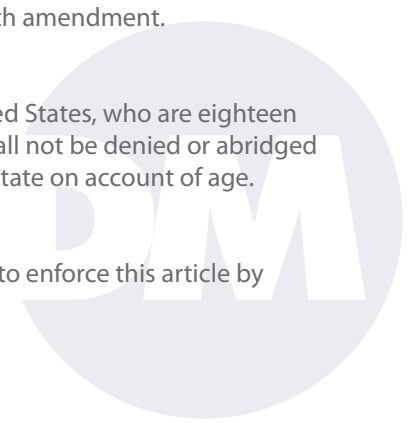 th amendment.
ed States, who are eighteen
all not be denied or abridged
tate on account of age.
to enforce this article by
DM